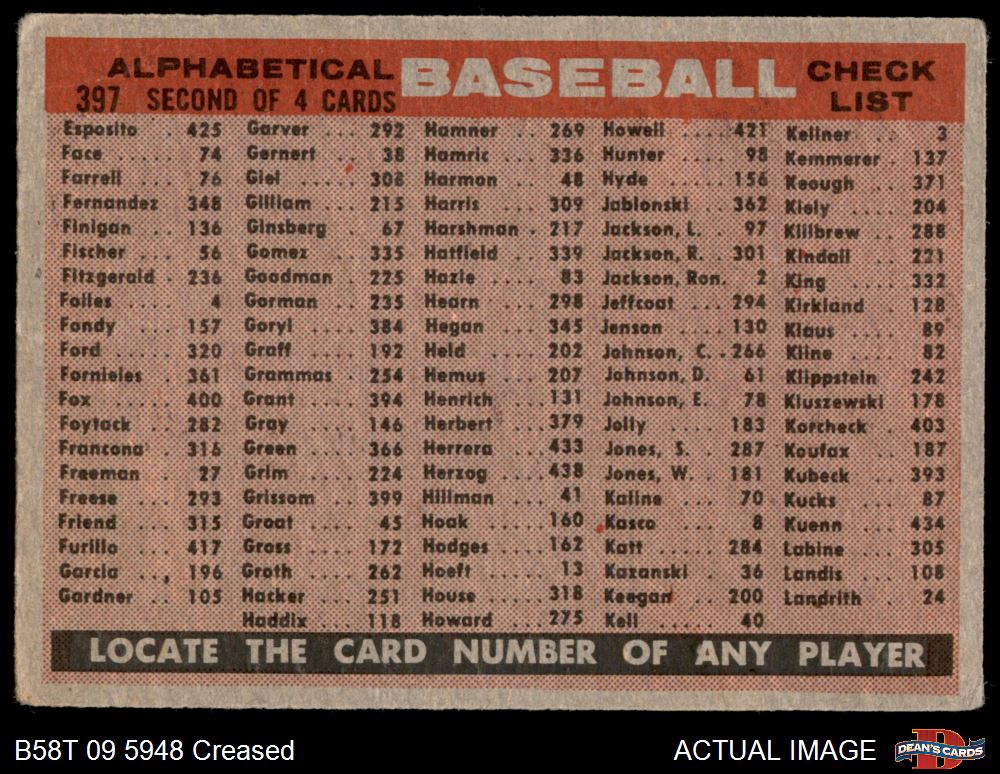 ALPHABETICAL BASEBALL CHECK
397 SECOND OF 4 CARDS LIST
Esposito . 425
Face ..... 74
Farrell ... 76
Fernandez 348
Finigan .. 136
Fischer ... 56
Fitzgerald . 236
Foiles .... 4
Fondy ... 157
Ford ..... 320
Fornieles . 361
Fox ..... 400
Foytack .. 282
Francona . 316
Freeman .. 27
Freese ... 293
Friend ... 315
Furillo ... 417
Garcia ... 196
Gardner .. 105
Garver ... 292
Gernert .. 38
Giel ..... 308
Gilliam ... 215
Ginsberg . 67
Gomez ... 335
Goodman . 225
Gorman .. 235
Goryl .... 384
Graff .... 192
Grammas . 254
Grant .... 394
Gray .... 146
Green .... 366
Grim .... 224
Grissom .. 399
Groat .... 45
Gross .... 172
Groth .... 262
Hacker ... 251
Haddix ... 118
Hamner .. 269
Hamric ... 336
Harmon .. 48
Harris ... 309
Harshman . 217
Hatfield .. 339
Hazle .... 83
Hearn .... 298
Hegan ... 345
Held .... 202
Hemus ... 207
Henrich .. 131
Herbert ... 379
Herrera ... 433
Herzog ... 438
Hillman ... 41
Hoak ..... 160
Hodges .... 162
Hoeft .... 13
House ..... 318
Howard ... 275
Howell .... 421
Hunter .... 98
Hyde ..... 156
Jablonski .. 362
Jackson, L. . 97
Jackson, R. . 301
Jackson, Ron. 2
Jeffcoat ... 294
Jenson .... 130
Johnson, C. . 266
Johnson, D. 61
Johnson, E. 78
Jolly ..... 183
Jones, S. . 287
Jones, W. . 181
Kaline ... 70
Kasco ... 8
Katt ..... 284
Kazanski . 36
Keegan .. 200
Kell ..... 40
Kellner .. 3
Kemmerer . 137
Keough .. 371
Kiely .... 204
Killbrew .. 288
Kindall .. 221
King .... 332
Kirkland .. 128
Klaus .... 89
Kline .... 82
Klippstein 242
Kluszewski 178
Korcheck . 403
Koufax .. 187
Kubeck .. 393
Kucks ... 87
Kuenn .. 434
Labine ... 305
Landis ... 108
Landrith .. 24
LOCATE THE CARD NUMBER OF ANY PLAYER
B58T 09 5948 Creased
ACTUAL IMAGE
DEAN'S CARDS